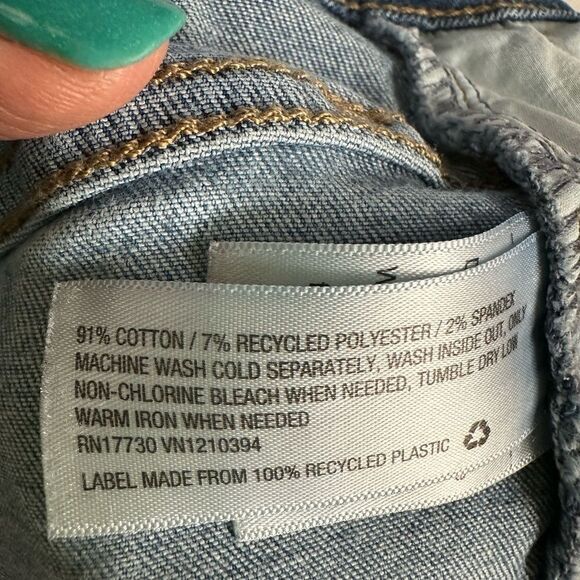 91% COTTON / 7% RECYCLED POLYESTER / 2% SPANDEX
MACHINE WASH COLD SEPARATELY, WASH INSIDE OUT, ONLY
NON-CHLORINE BLEACH WHEN NEEDED, TUMBLE DRY LOW
WARM IRON WHEN NEEDED
RN17730 VN1210394
LABEL MADE FROM 100% RECYCLED PLASTIC